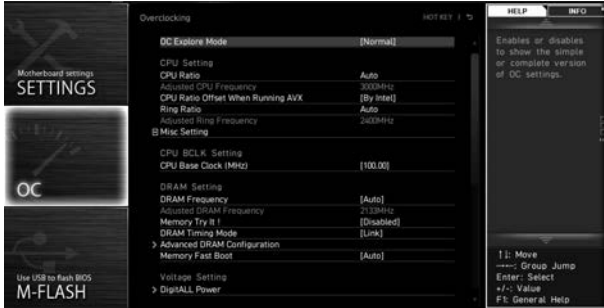 Overclocking
HOT KEY
HELP
INFO
OC Explore Mode [Normal]
CPU Setting
CPU Ratio Auto
Adjusted CPU Frequency 3000MHz
CPU Ratio Offset When Running AVX [By Intel]
Ring Ratio Auto
Adjusted Ring Frequency 2400MHz
Misc Setting
CPU BCLK Setting
CPU Base Clock (MHz) [100.00]
DRAM Setting
DRAM Frequency [Auto]
Adjusted DRAM Frequency 2133MHz
Memory Try It ! [Disabled]
DRAM Timing Mode [Link]
> Advanced DRAM Configuration
Memory Fast Boot [Auto]
Voltage Setting
> DigitALL Power
Motherboard settings
SETTINGS
OC
Use USB to flash BIOS
M-FLASH
Enables or disables
to show the simple
or complete version
of OC settings.
↑↓: Move
: Group Jump
Enter: Select
+/-: Value
F1: General Help